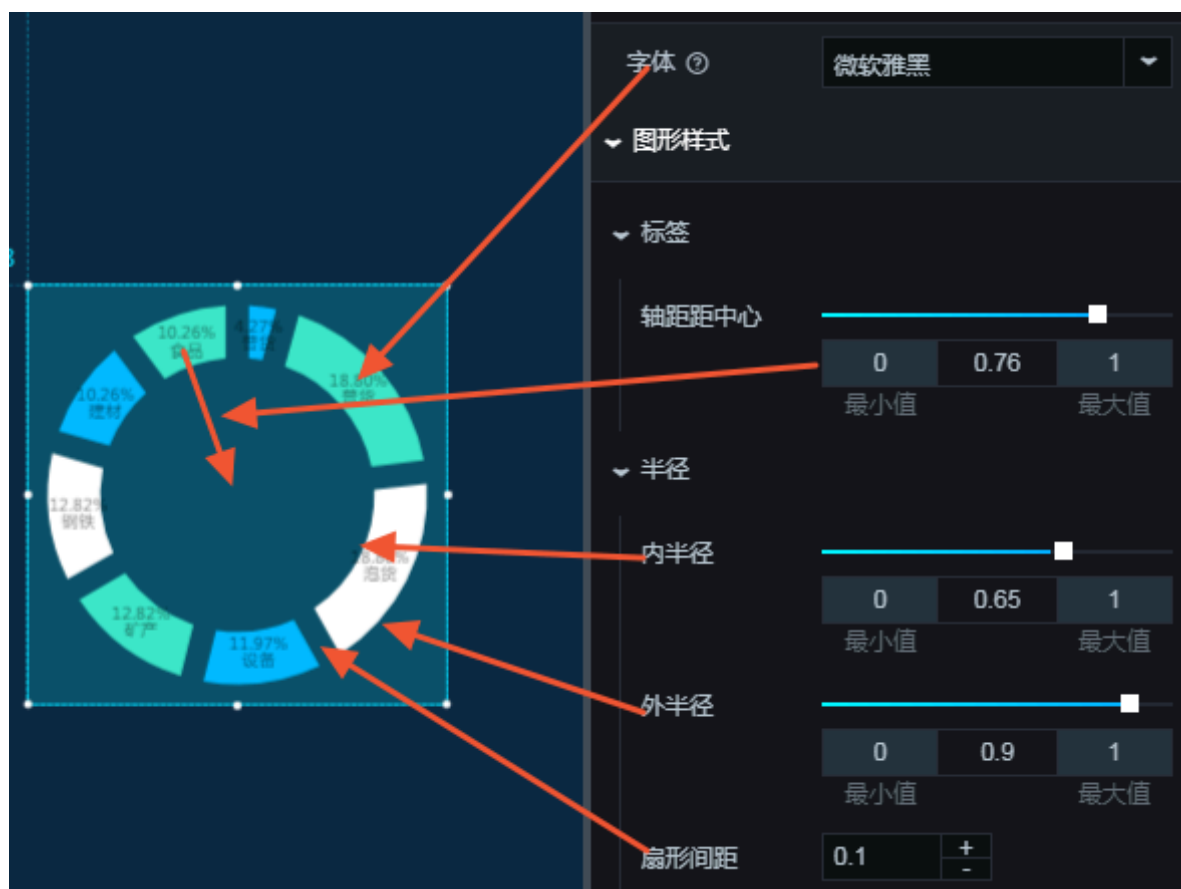 字体
微软雅黑
图形样式
标签
轴距距中心
0 0.76 1
最小值 最大值
半径
内半径
0 0.65 1
最小值 最大值
外半径
0 0.9 1
最小值 最大值
扇形间距
0.1 + -
10.26%
食品
4.27%
18.80%
10.26%
建材
12.82%
钢铁
泡货
12.82%
矿产
11.97%
设备